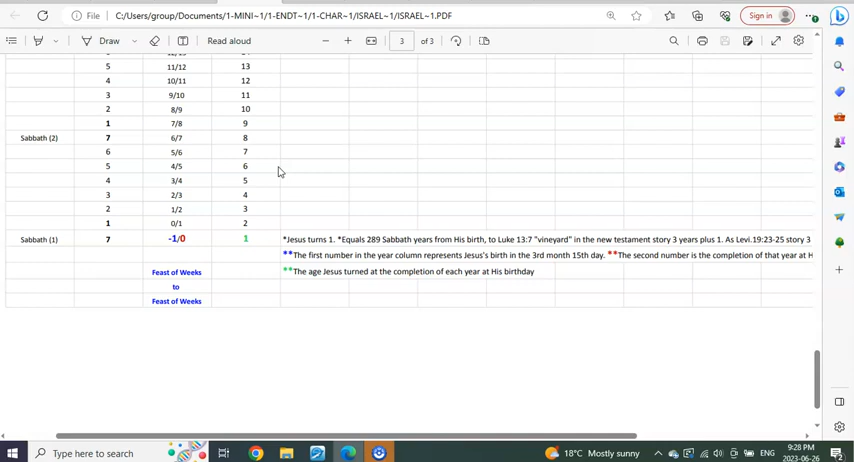 File C:/Users/group/Documents/1-MINI~1/1-ENDT~1/1-CHAR~1/ISRAEL~1/ISRAEL~1.PDF Sign in
Draw Read aloud 3 of 3
5 11/12 13
4 10/11 12
3 9/10 11
2 8/9 10
1 7/8 9
Sabbath (2) 7 6/7 8
6 5/6 7
5 4/5 6
4 3/4 5
3 2/3 4
2 1/2 3
1 0/1 2
Sabbath (1) 7 -1/0 1 *Jesus turns 1. *Equals 289 Sabbath years from His birth, to Luke 13:7 "vineyard" in the new testament story 3 years plus 1. As Levi.19:23-25 story 3
**The first number in the year column represents Jesus's birth in the 3rd month 15th day. **The second number is the completion of that year at H
Feast of Weeks **The age Jesus turned at the completion of each year at His birthday
to
Feast of Weeks
Type here to search 18°C Mostly sunny ENG 9:28 PM
2023-06-26